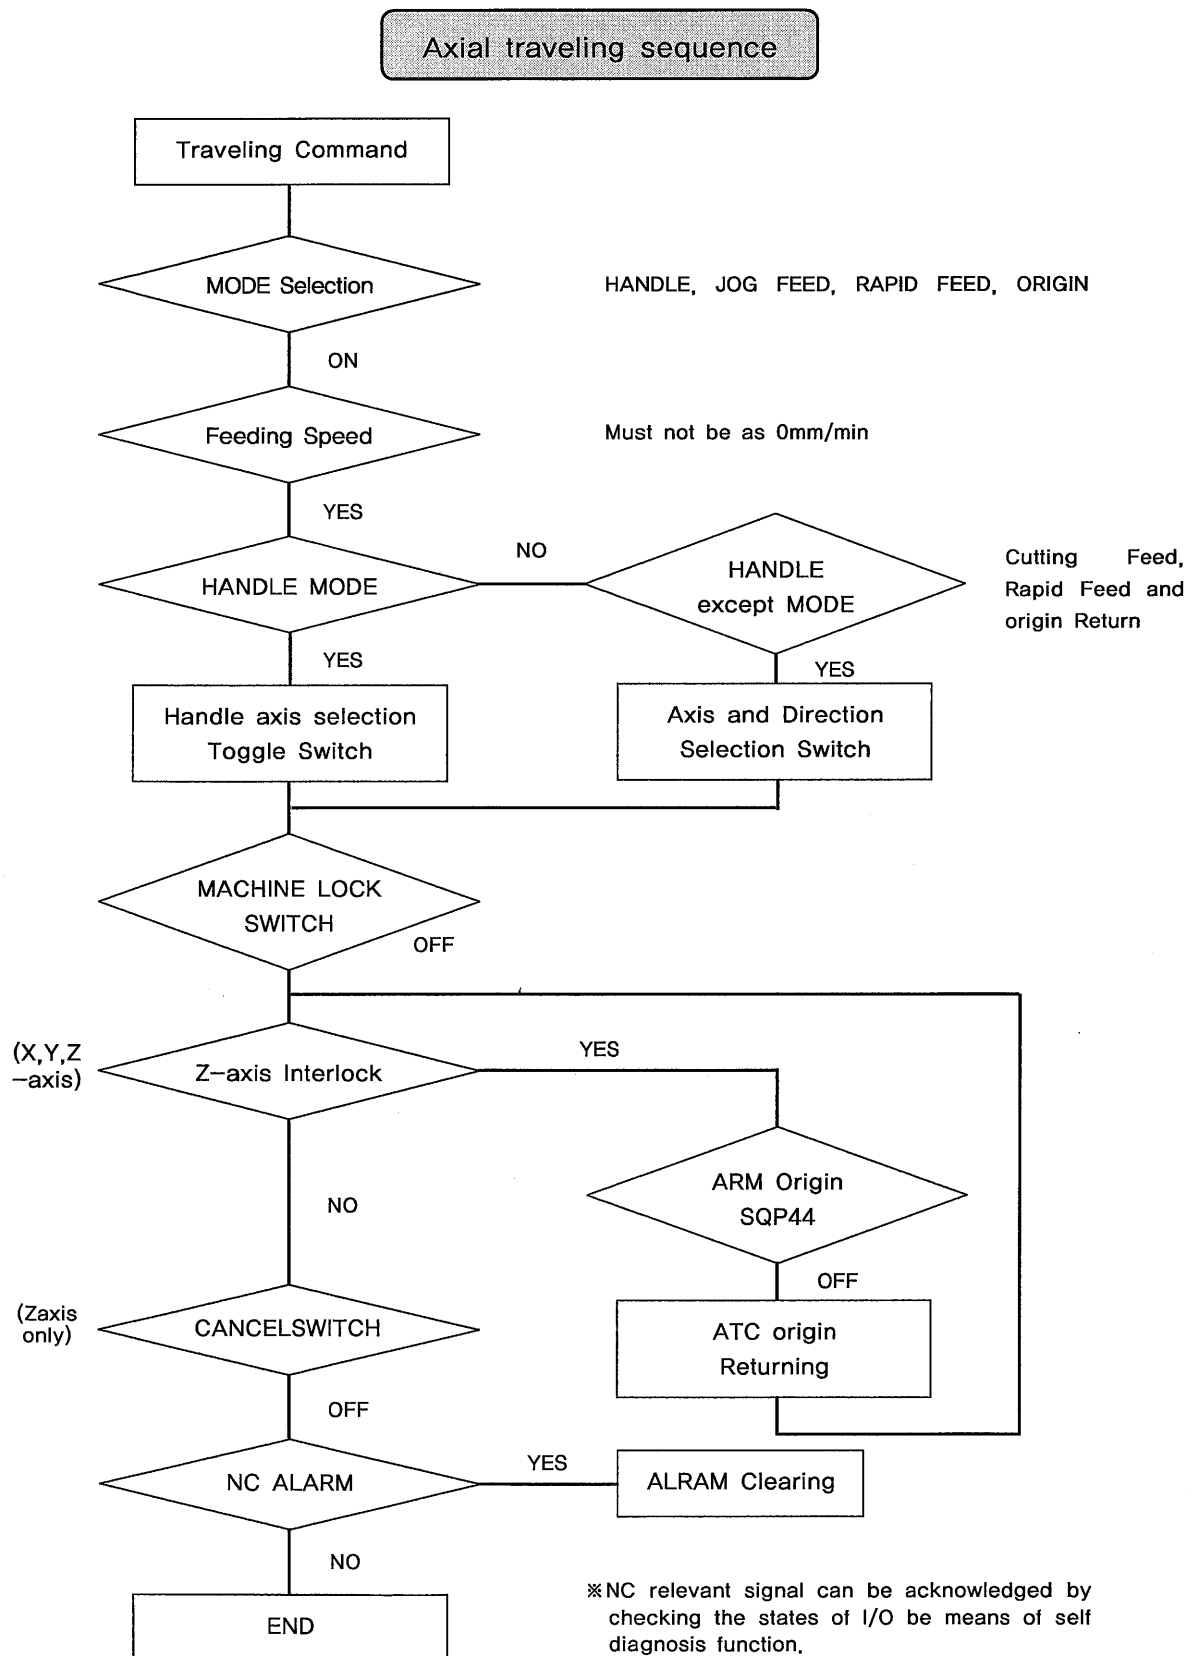 Axial traveling sequence
Traveling Command
MODE Selection
HANDLE, JOG FEED, RAPID FEED, ORIGIN
ON
Feeding Speed
Must not be as 0mm/min
YES
HANDLE MODE
NO
HANDLE
except MODE
Cutting Feed,
Rapid Feed and
origin Return
YES
YES
Handle axis selection
Toggle Switch
Axis and Direction
Selection Switch
MACHINE LOCK
SWITCH
OFF
(X,Y,Z
-axis)
Z-axis Interlock
YES
ARM Origin
SQP44
NO
OFF
ATC origin
Returning
(Zaxis
only)
CANCELSWITCH
OFF
NC ALARM
YES
ALRAM Clearing
NO
END
※NC relevant signal can be acknowledged by
checking the states of I/O be means of self
diagnosis function.